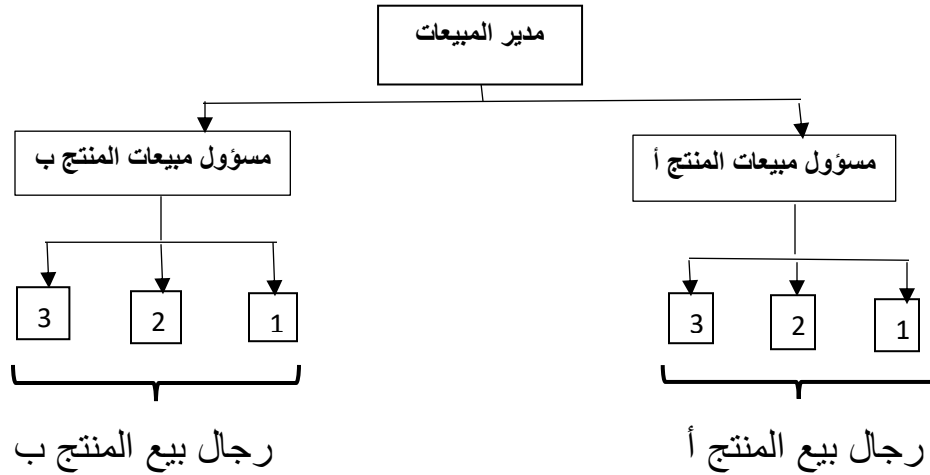 مدير المبيعات
مسؤول مبيعات المنتج أ
مسؤول مبيعات المنتج ب
1
2
3
1
2
3
رجال بيع المنتج أ
رجال بيع المنتج ب